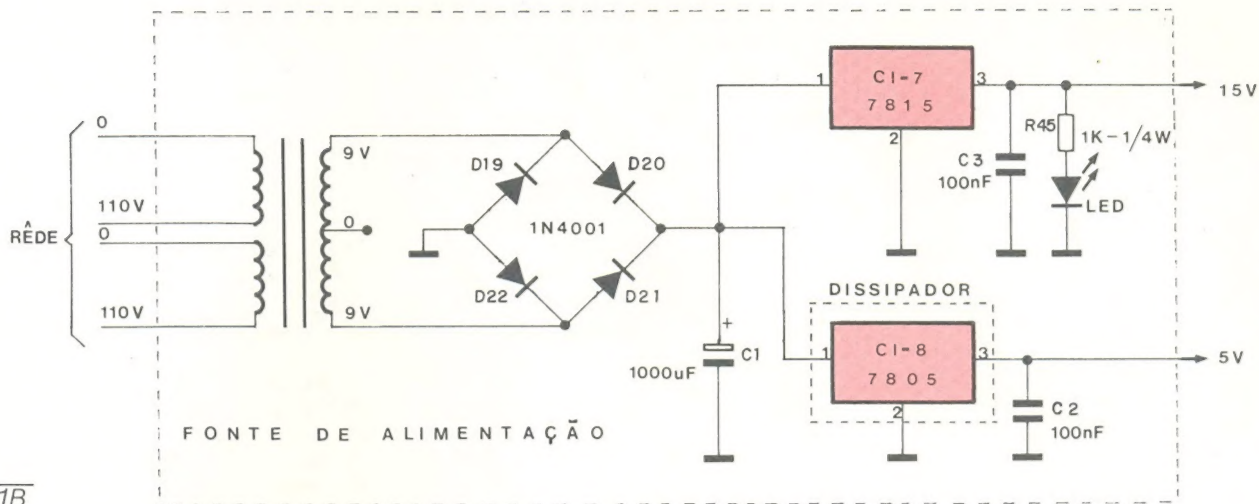 RÊDE
0
110V
0
110V
9V
0
9V
D19
D20
1N4001
D22
D21
+
C1
1000uF
1
CI-7
7815
3
2
C3
100nF
R45
1K-1/4W
LED
15V
DISSIPADOR
1
CI-8
7805
3
2
C2
100nF
5V
FONTE DE ALIMENTAÇÃO
1B